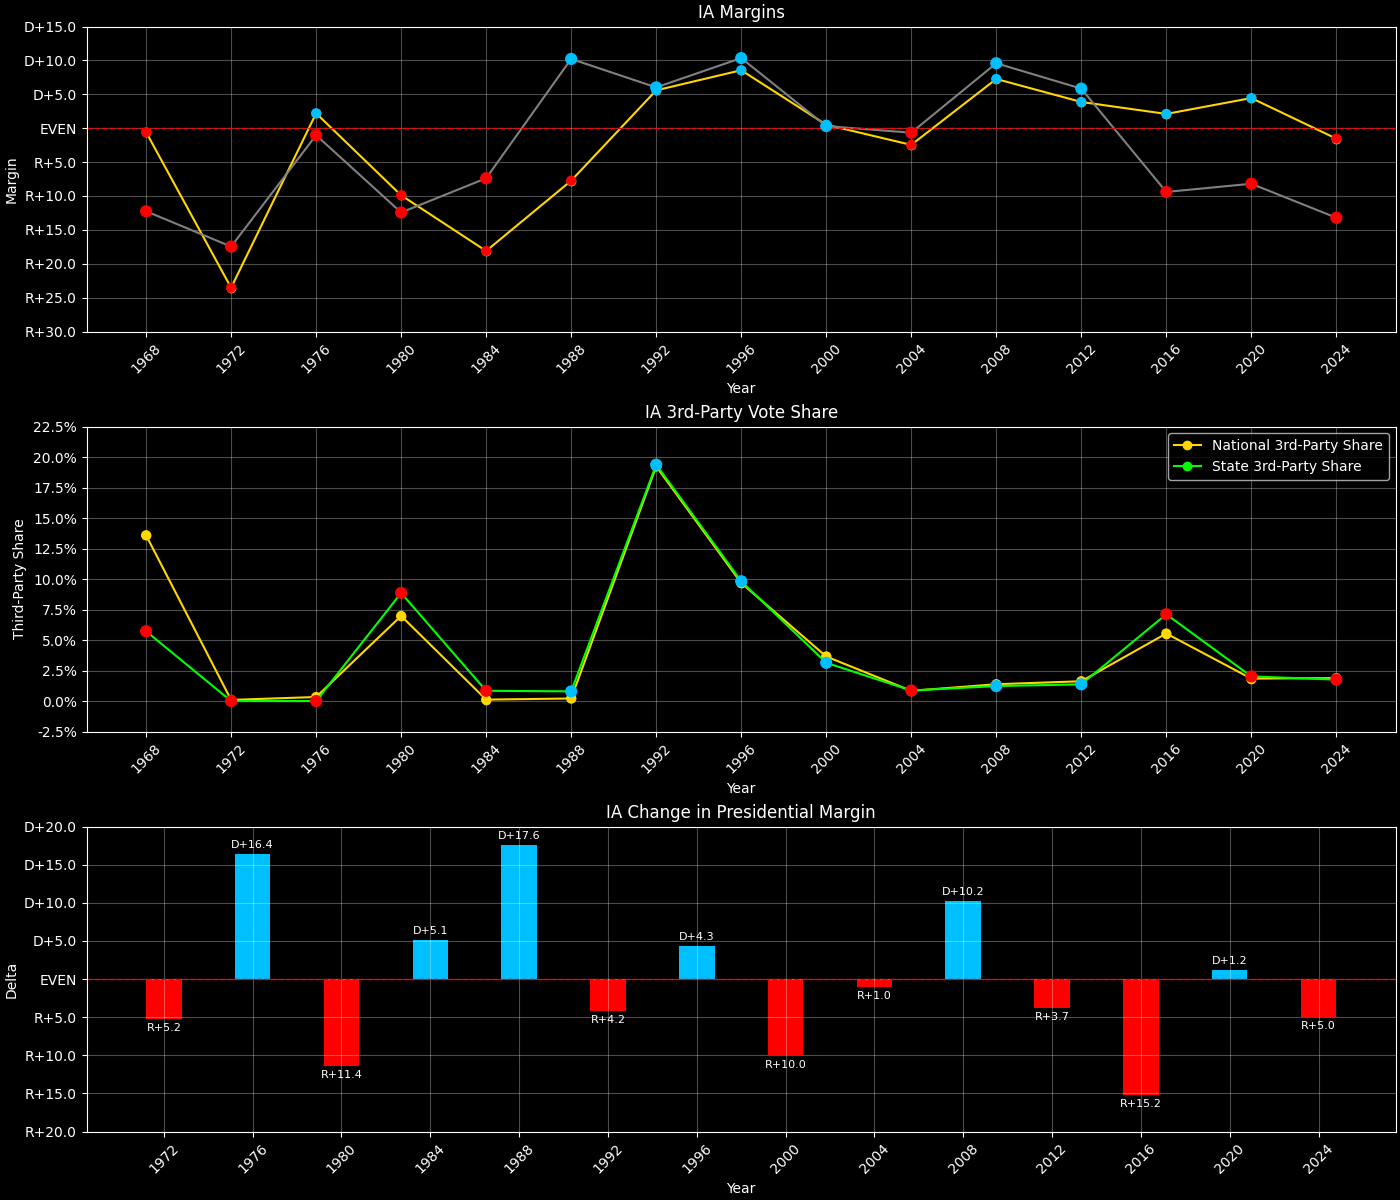 IA Margins
D+15.0
D+10.0
D+5.0
EVEN
R+5.0
R+10.0
R+15.0
R+20.0
R+25.0
R+30.0
Margin
1968 1972 1976 1980 1984 1988 1992 1996 2000 2004 2008 2012 2016 2020 2024
Year
IA 3rd-Party Vote Share
22.5%
20.0%
17.5%
15.0%
12.5%
10.0%
7.5%
5.0%
2.5%
0.0%
-2.5%
Third-Party Share
National 3rd-Party Share
State 3rd-Party Share
1968 1972 1976 1980 1984 1988 1992 1996 2000 2004 2008 2012 2016 2020 2024
Year
IA Change in Presidential Margin
D+20.0
D+15.0
D+10.0
D+5.0
EVEN
R+5.0
R+10.0
R+15.0
R+20.0
Delta
R+5.2
D+16.4
R+11.4
D+5.1
D+17.6
R+4.2
D+4.3
R+10.0
R+1.0
D+10.2
R+3.7
R+15.2
D+1.2
R+5.0
1972 1976 1980 1984 1988 1992 1996 2000 2004 2008 2012 2016 2020 2024
Year